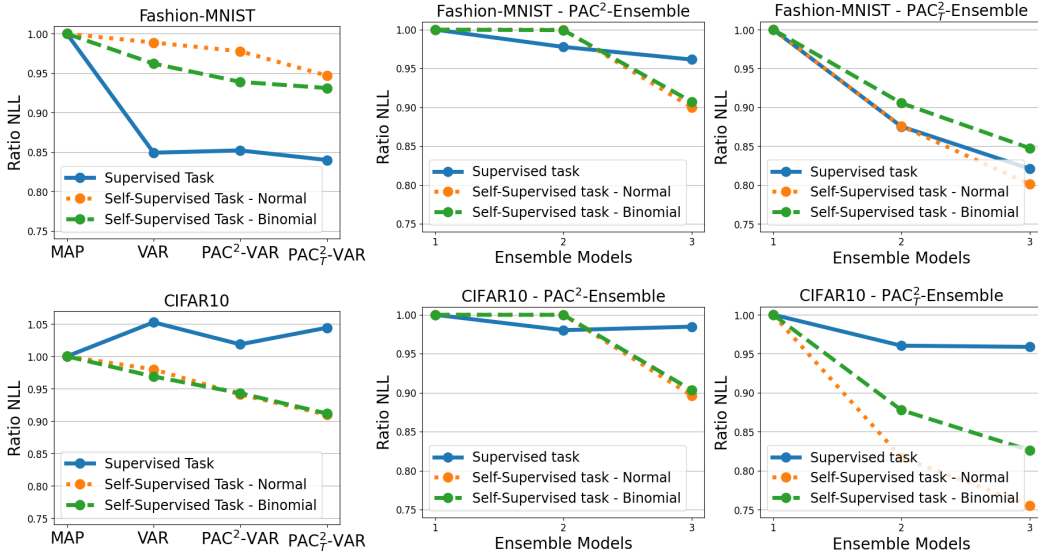 Fashion-MNIST
Ratio NLL
1.00
0.95
0.90
0.85
0.80
0.75
Supervised Task
Self-Supervised Task - Normal
Self-Supervised Task - Binomial
MAP VAR PAC²-VAR PAC²_T-VAR
Fashion-MNIST - PAC²-Ensemble
Ratio NLL
1.00
0.95
0.90
0.85
0.80
0.75
Supervised task
Self-Supervised task - Normal
Self-Supervised task - Binomial
1 2 3
Ensemble Models
Fashion-MNIST - PAC²_T-Ensemble
Ratio NLL
1.00
0.95
0.90
0.85
0.80
0.75
Supervised task
Self-Supervised task - Normal
Self-Supervised task - Binomial
1 2 3
Ensemble Models
CIFAR10
Ratio NLL
1.05
1.00
0.95
0.90
0.85
0.80
0.75
Supervised Task
Self-Supervised Task - Normal
Self-Supervised Task - Binomial
MAP VAR PAC²-VAR PAC²_T-VAR
CIFAR10 - PAC²-Ensemble
Ratio NLL
1.00
0.95
0.90
0.85
0.80
0.75
Supervised task
Self-Supervised task - Normal
Self-Supervised task - Binomial
1 2 3
Ensemble Models
CIFAR10 - PAC²_T-Ensemble
Ratio NLL
1.00
0.95
0.90
0.85
0.80
0.75
Supervised task
Self-Supervised task - Normal
Self-Supervised task - Binomial
1 2 3
Ensemble Models